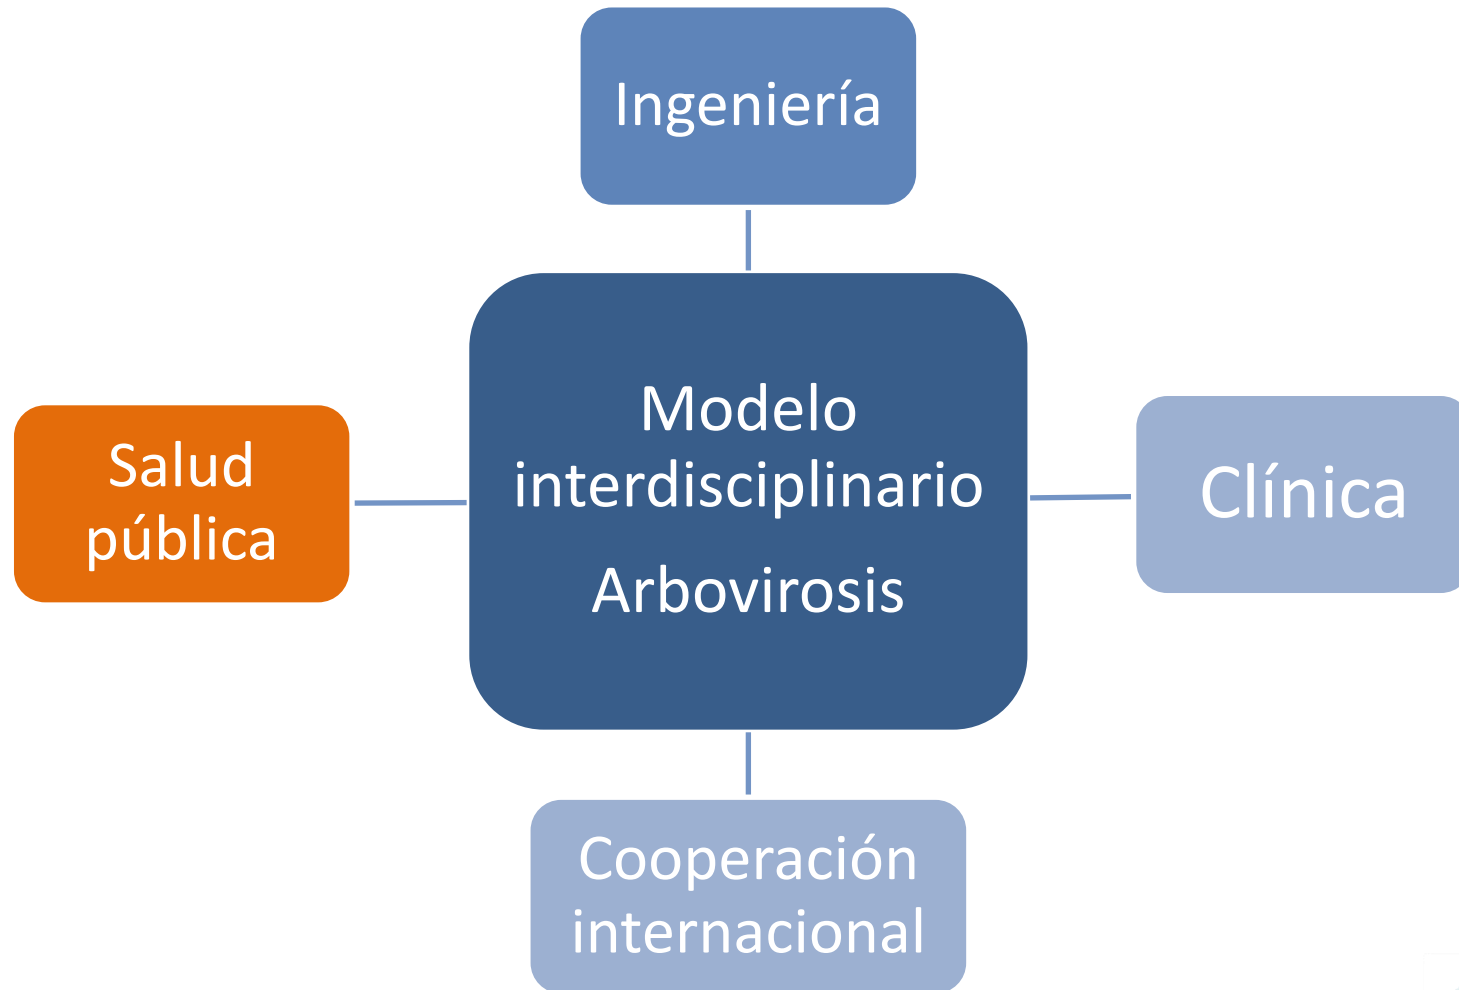 Ingeniería
Modelo
interdisciplinario
Arbovirosis
Salud
pública
Clínica
Cooperación
internacional